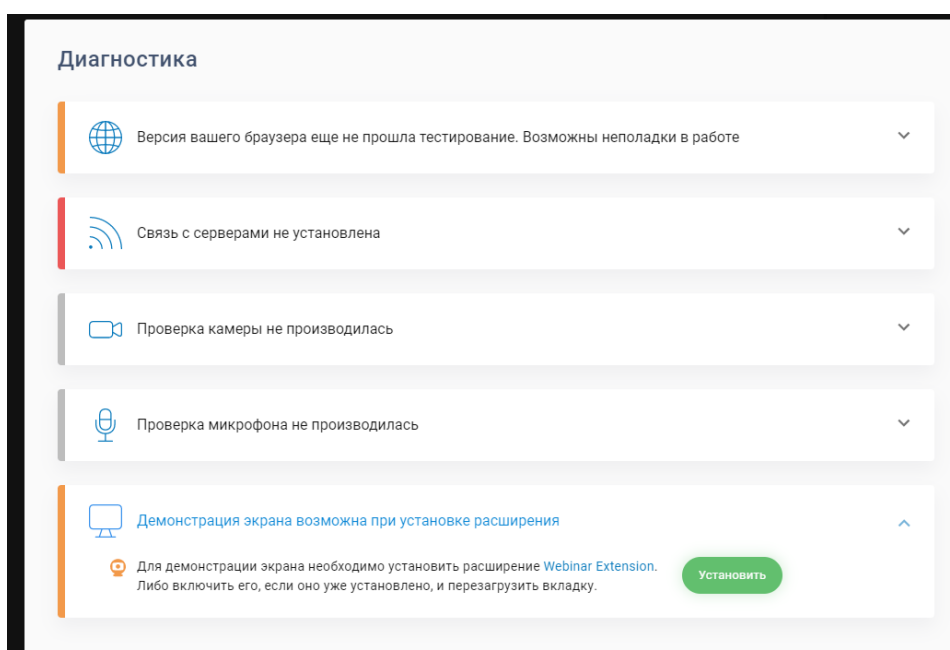 Диагностика
Версия вашего браузера еще не прошла тестирование. Возможны неполадки в работе
Связь с серверами не установлена
Проверка камеры не производилась
Проверка микрофона не производилась
Демонстрация экрана возможна при установке расширения
Для демонстрации экрана необходимо установить расширение Webinar Extension.
Либо включить его, если оно уже установлено, и перезагрузить вкладку.
Установить